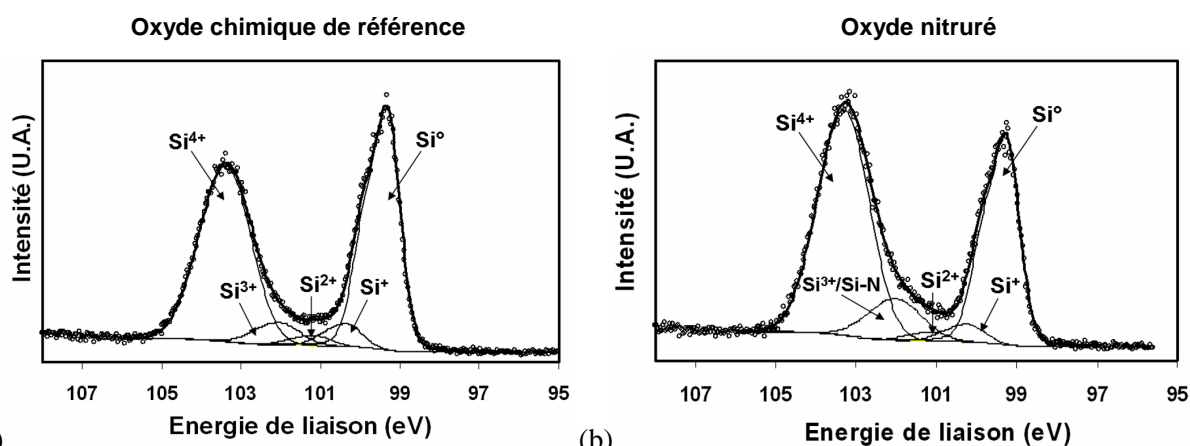 Oxyde chimique de référence
Intensité (U.A.)
Si⁴⁺
Si°
Si³⁺
Si²⁺
Si⁺
107 105 103 101 99 97 95
Energie de liaison (eV)
)
Oxyde nitruré
Intensité (U.A.)
Si⁴⁺
Si°
Si³⁺/Si-N
Si²⁺
Si⁺
107 105 103 101 99 97 95
Energie de liaison (eV)
(b)